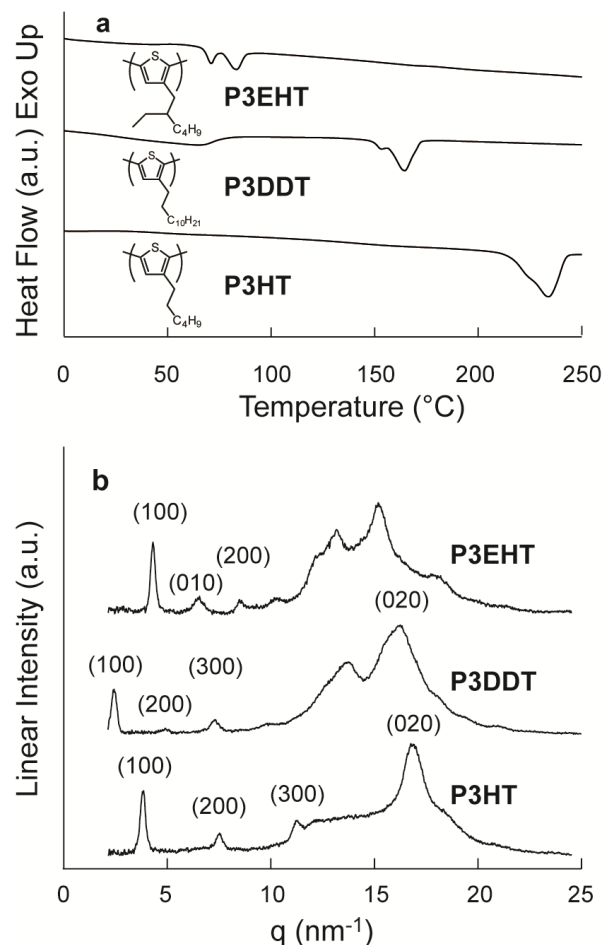 a
S
C₄H₉
P3EHT
S
C₁₀H₂₁
P3DDT
S
C₄H₉
P3HT
Heat Flow (a.u.) Exo Up
0 50 100 150 200 250
Temperature (°C)
b
(100)
(010)
(200)
P3EHT
(020)
(100)
(200)
(300)
P3DDT
(020)
(100)
(200)
(300)
P3HT
Linear Intensity (a.u.)
0 5 10 15 20 25
q (nm⁻¹)